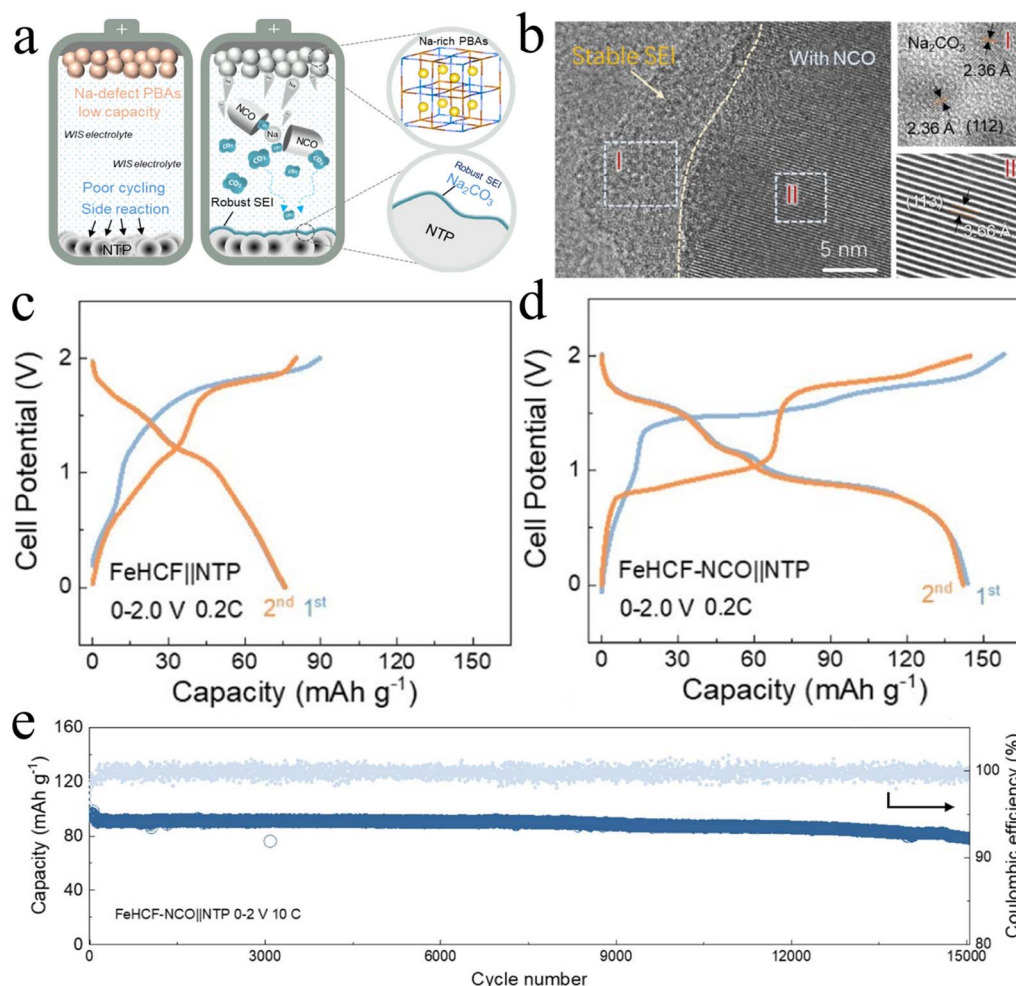 a
+
+
Na-defect PBAs
low capacity
WIS electrolyte
WIS electrolyte
Poor cycling
Side reaction
NTP
NCO
Na
NCO
CO₂
CO₂
CO₂
Robust SEI
Na-rich PBAs
Robust SEI
Na₂CO₃
NTP
b
Stable SEI
With NCO
I
II
5 nm
Na₂CO₃
I
2.36 Å
2.36 Å
(112)
II
(113)
3.66 Å
c
Cell Potential (V)
2
1
0
FeHCF||NTP
0-2.0 V 0.2C
2nd 1st
0 30 60 90 120 150
Capacity (mAh g⁻¹)
d
Cell Potential (V)
2
1
0
FeHCF-NCO||NTP
0-2.0 V 0.2C
2nd 1st
0 30 60 90 120 150
Capacity (mAh g⁻¹)
e
Capacity (mAh g⁻¹)
160
120
80
40
0
FeHCF-NCO||NTP 0-2 V 10 C
0 3000 6000 9000 12000 15000
Cycle number
100
90
80
Coulombic efficiency (%)